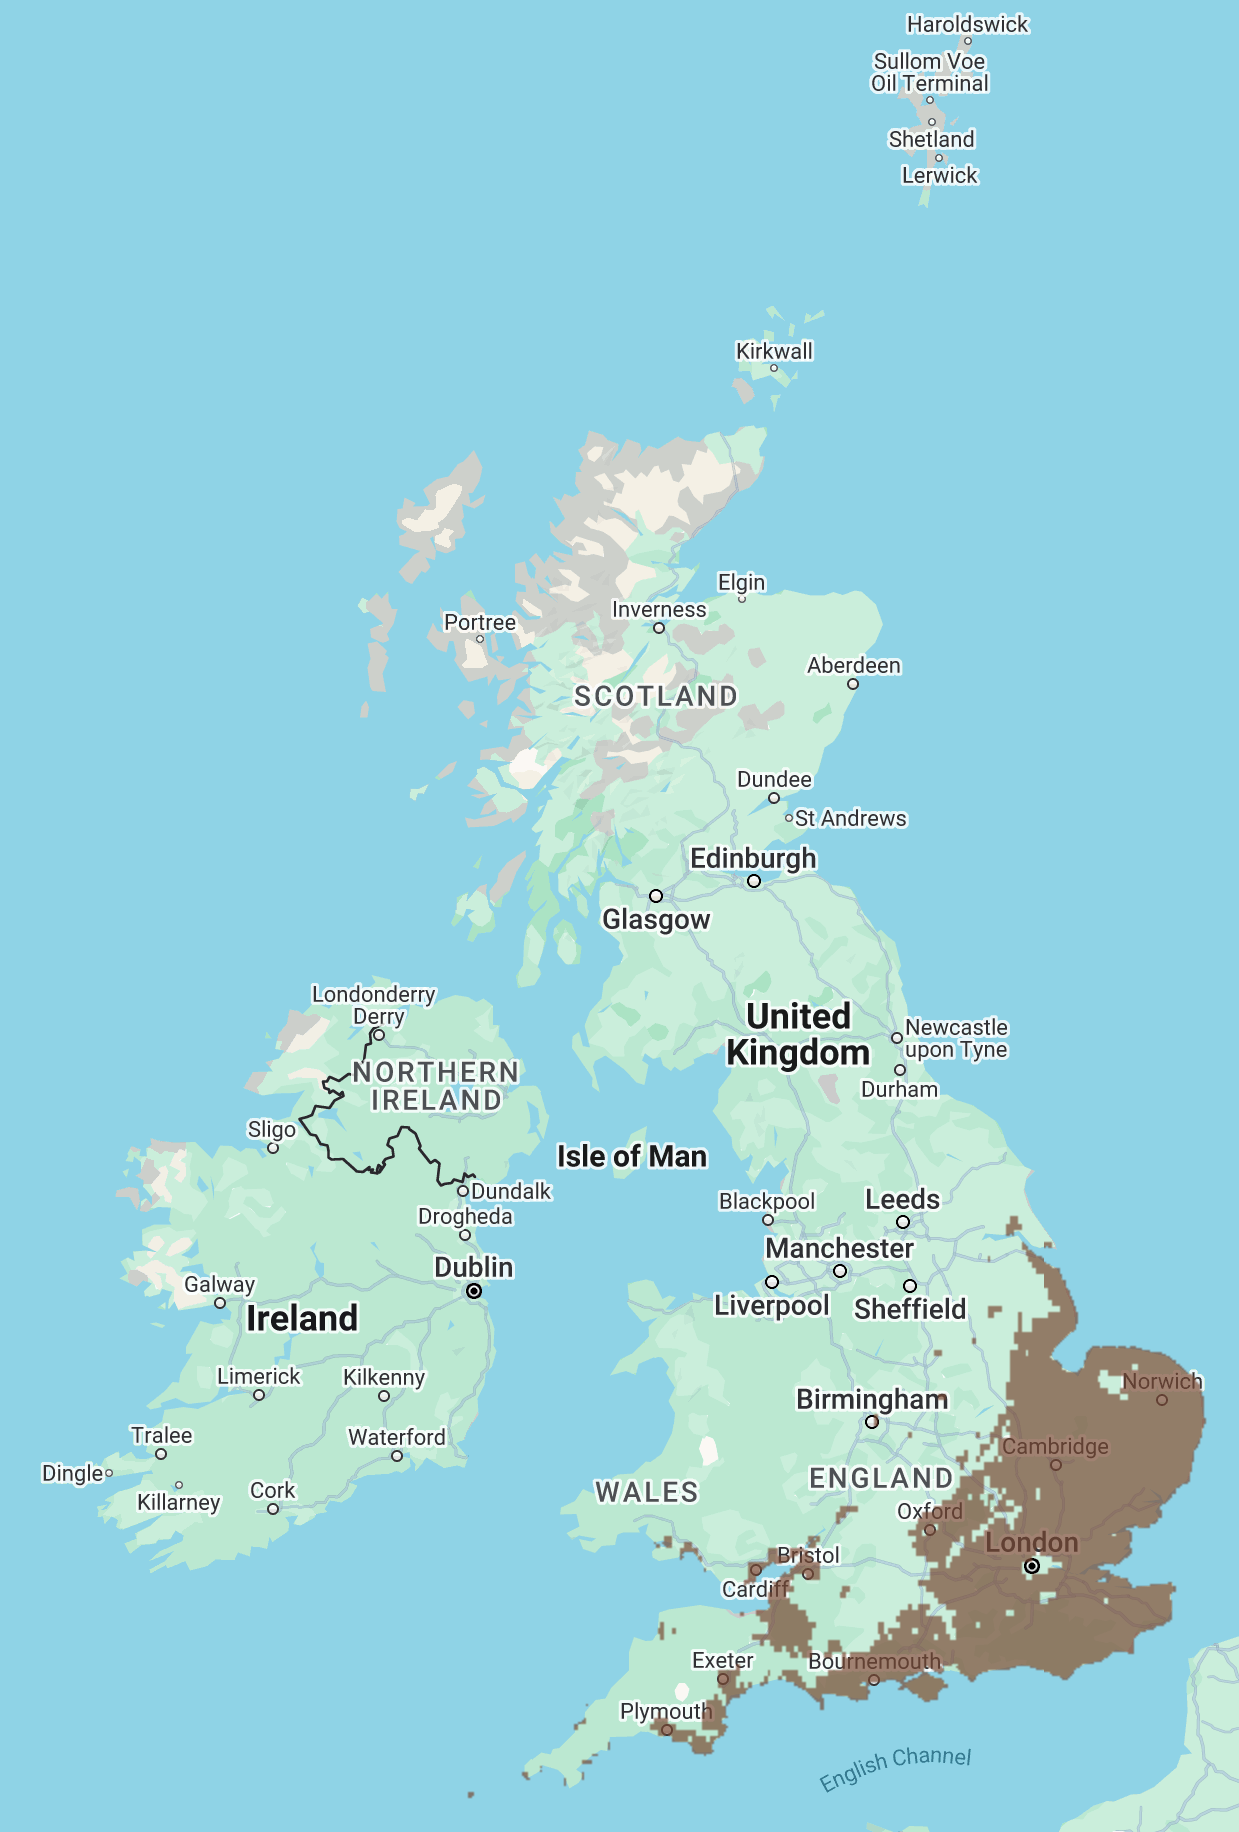 Haroldswick
Sullom Voe
Oil Terminal
Shetland
Lerwick
Kirkwall
Elgin
Inverness
Portree
Aberdeen
SCOTLAND
Dundee
St Andrews
Edinburgh
Glasgow
Londonderry
Derry
United
Kingdom
Newcastle
upon Tyne
NORTHERN
IRELAND
Durham
Sligo
Isle of Man
Dundalk
Blackpool
Leeds
Drogheda
Manchester
Dublin
Galway
Liverpool
Sheffield
Ireland
Limerick
Kilkenny
Norwich
Birmingham
Tralee
Waterford
Cambridge
Dingle
Killarney
Cork
WALES
ENGLAND
Oxford
London
Bristol
Cardiff
Exeter
Bournemouth
Plymouth
English Channel